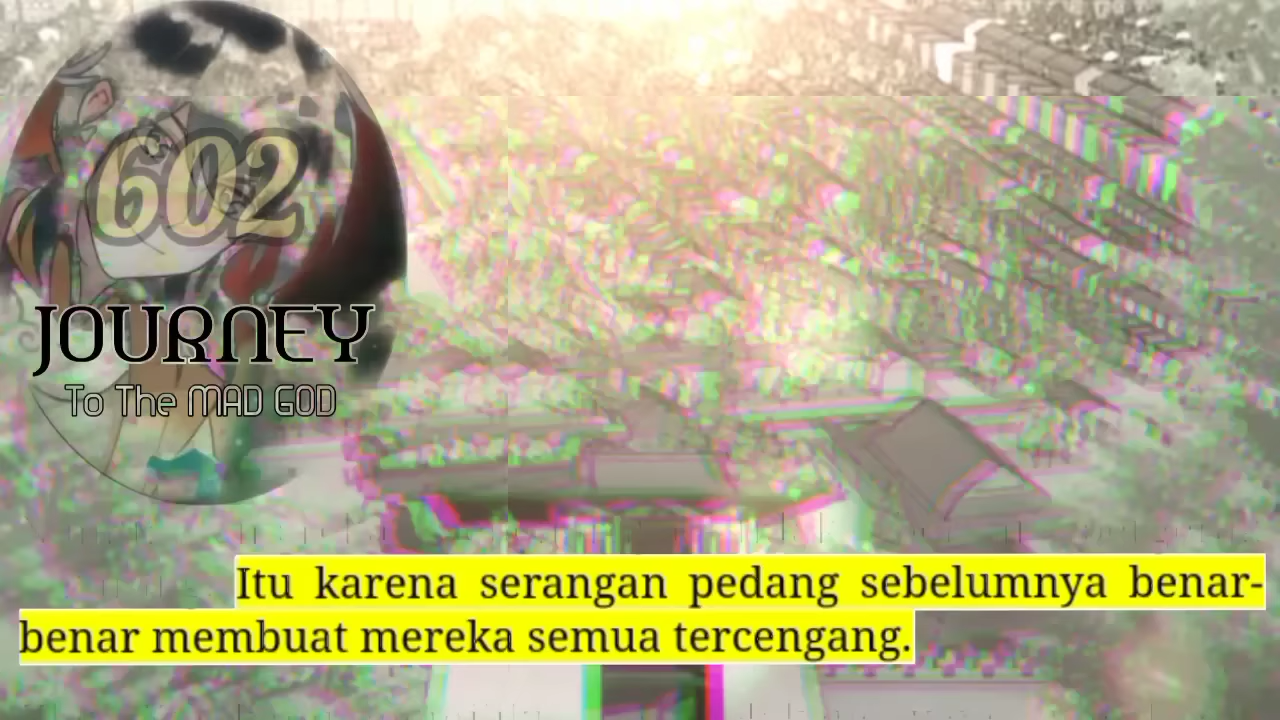 602
JOURNEY
To The MAD GOD
Itu karena serangan pedang sebelumnya benar-
benar membuat mereka semua tercengang.